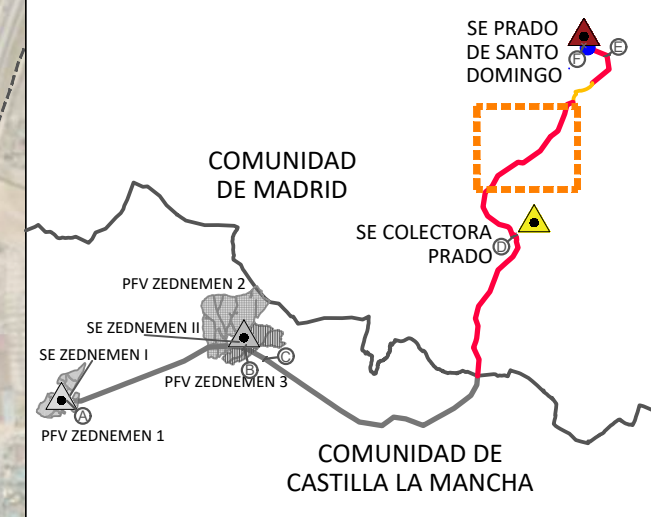 SE PRADO
DE SANTO
DOMINGO
E
F
COMUNIDAD
DE MADRID
SE COLECTORA
PRADO
D
PFV ZEDNEMEN 2
SE ZEDNEMEN II
SE ZEDNEMEN I
C
B
PFV ZEDNEMEN 3
A
PFV ZEDNEMEN 1
COMUNIDAD DE
CASTILLA LA MANCHA